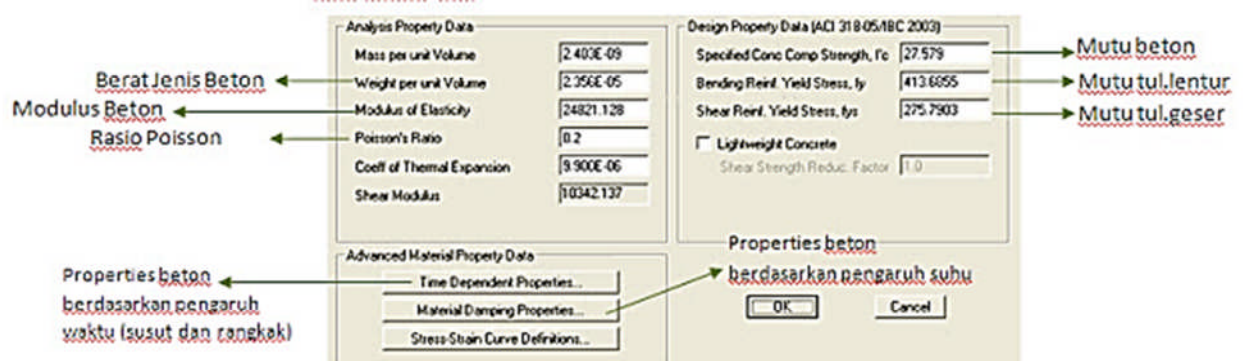 Analysis Property Data
Mass per unit Volume 2.403E-09
Weight per unit Volume 2.356E-05
Modulus of Elasticity 24821.128
Poisson's Ratio 0.2
Coeff of Thermal Expansion 9.900E-06
Shear Modulus 10342.137
Design Property Data (ACI 318-05/IBC 2003)
Specified Conc Comp Strength, f'c 27.579
Bending Reinf. Yield Stress, fy 413.6855
Shear Reinf. Yield Stress, fys 275.7903
Lightweight Concrete
Shear Strength Reduc. Factor 1.0
Berat Jenis Beton
Modulus Beton
Rasio Poisson
Mutu beton
Mutu tul.lentur
Mutu tul.geser
Advanced Material Property Data
Time Dependent Properties...
Material Damping Properties...
Stress-Strain Curve Definitions...
Properties beton
berdasarkan pengaruh
waktu (susut dan rangkak)
Properties beton
berdasarkan pengaruh suhu
OK
Cancel